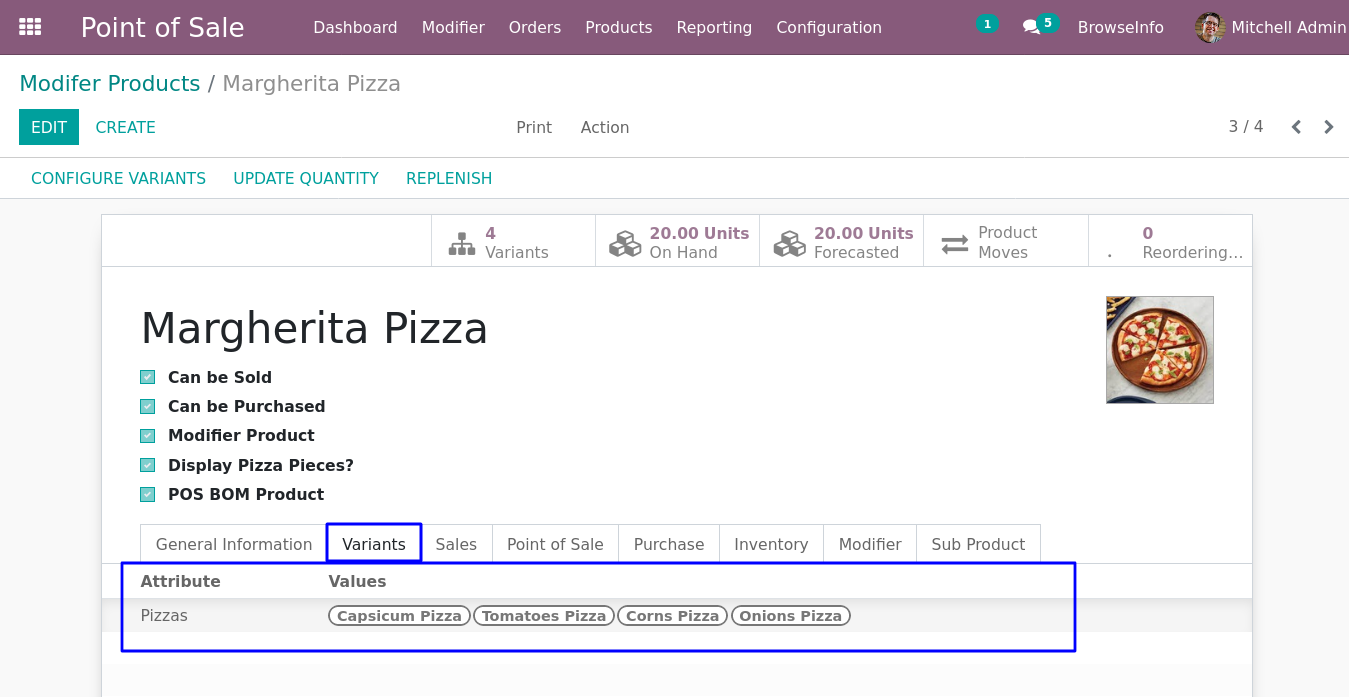 Point of Sale Dashboard Modifier Orders Products Reporting Configuration 1 5 BrowseInfo Mitchell Admin
Modifer Products / Margherita Pizza
EDIT CREATE Print Action 3 / 4
CONFIGURE VARIANTS UPDATE QUANTITY REPLENISH
4 Variants
20.00 Units On Hand
20.00 Units Forecasted
Product Moves
0 Reordering...
Margherita Pizza
Can be Sold
Can be Purchased
Modifier Product
Display Pizza Pieces?
POS BOM Product
General Information Variants Sales Point of Sale Purchase Inventory Modifier Sub Product
Attribute Values
Pizzas Capsicum Pizza Tomatoes Pizza Corns Pizza Onions Pizza